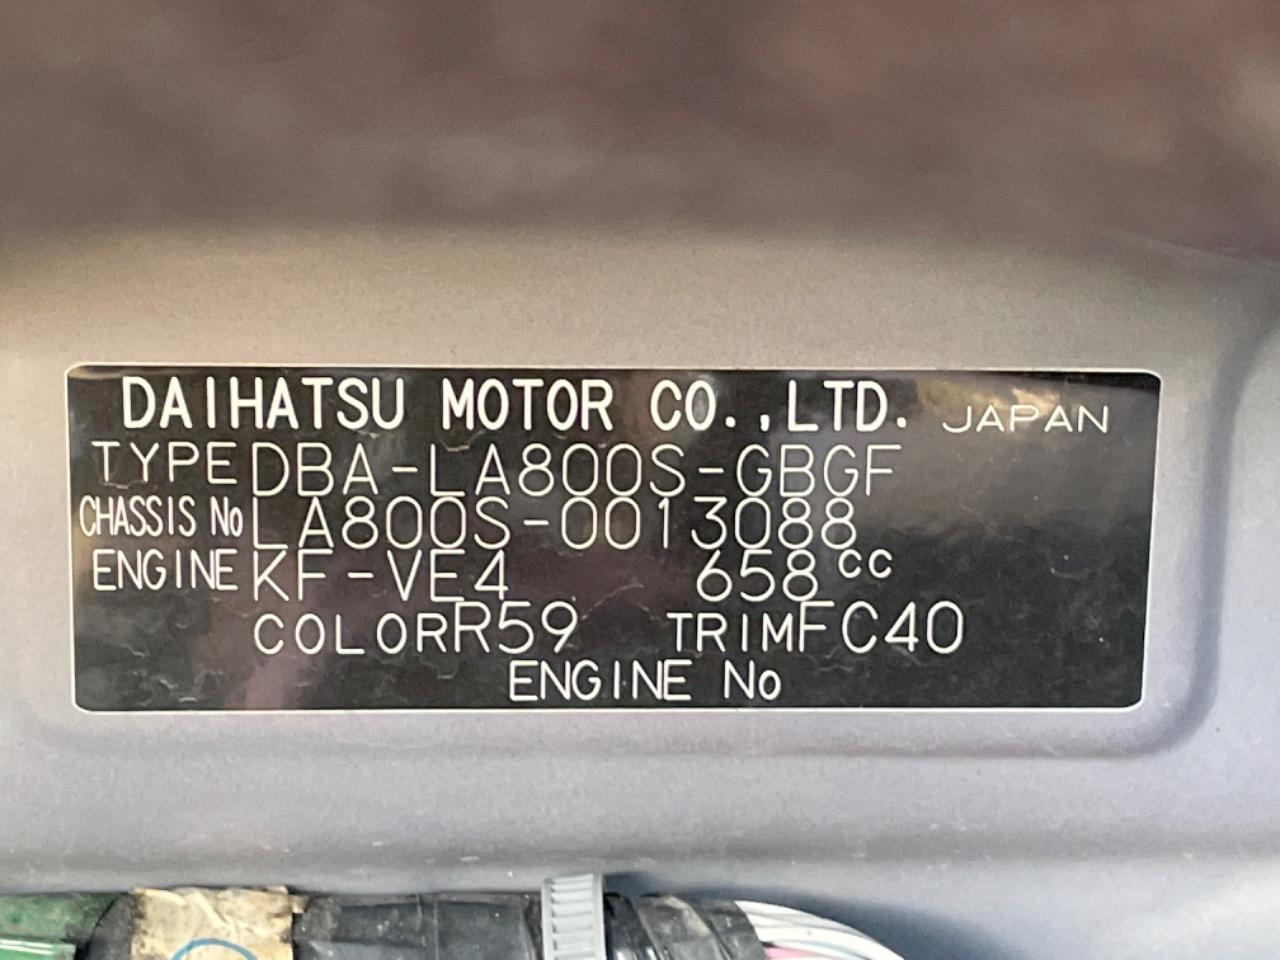 DAIHATSU MOTOR CO.,LTD. JAPAN
TYPE DBA-LA800S-GBGF
CHASSIS No LA800S-0013088
ENGINE KF-VE4 658cc
COLOR R59 TRIM FC40
ENGINE No